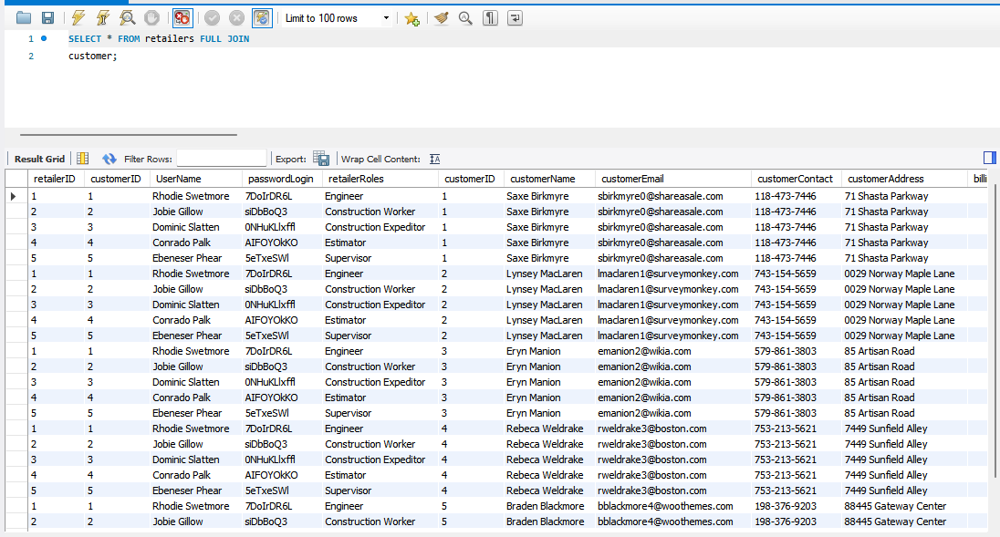 Limit to 100 rows
1 SELECT * FROM retailers FULL JOIN
2 customer;
Result Grid Filter Rows: Export: Wrap Cell Content:
retailerID customerID UserName passwordLogin retailerRoles customerID customerName customerEmail customerContact customerAddress billi
1 1 Rhodie Swetmore 7DoIrDR6L Engineer 1 Saxe Birkmyre sbirkmyre0@shareasale.com 118-473-7446 71 Shasta Parkway
2 2 Jobie Gillow siDbBoQ3 Construction Worker 1 Saxe Birkmyre sbirkmyre0@shareasale.com 118-473-7446 71 Shasta Parkway
3 3 Dominic Slatten 0NHuKLlxffl Construction Expeditor 1 Saxe Birkmyre sbirkmyre0@shareasale.com 118-473-7446 71 Shasta Parkway
4 4 Conrado Palk AIFOYOkKO Estimator 1 Saxe Birkmyre sbirkmyre0@shareasale.com 118-473-7446 71 Shasta Parkway
5 5 Ebeneser Phear 5eTxeSWl Supervisor 1 Saxe Birkmyre sbirkmyre0@shareasale.com 118-473-7446 71 Shasta Parkway
1 1 Rhodie Swetmore 7DoIrDR6L Engineer 2 Lynsey MacLaren lmaclaren1@surveymonkey.com 743-154-5659 0029 Norway Maple Lane
2 2 Jobie Gillow siDbBoQ3 Construction Worker 2 Lynsey MacLaren lmaclaren1@surveymonkey.com 743-154-5659 0029 Norway Maple Lane
3 3 Dominic Slatten 0NHuKLlxffl Construction Expeditor 2 Lynsey MacLaren lmaclaren1@surveymonkey.com 743-154-5659 0029 Norway Maple Lane
4 4 Conrado Palk AIFOYOkKO Estimator 2 Lynsey MacLaren lmaclaren1@surveymonkey.com 743-154-5659 0029 Norway Maple Lane
5 5 Ebeneser Phear 5eTxeSWl Supervisor 2 Lynsey MacLaren lmaclaren1@surveymonkey.com 743-154-5659 0029 Norway Maple Lane
1 1 Rhodie Swetmore 7DoIrDR6L Engineer 3 Eryn Manion emanion2@wikia.com 579-861-3803 85 Artisan Road
2 2 Jobie Gillow siDbBoQ3 Construction Worker 3 Eryn Manion emanion2@wikia.com 579-861-3803 85 Artisan Road
3 3 Dominic Slatten 0NHuKLlxffl Construction Expeditor 3 Eryn Manion emanion2@wikia.com 579-861-3803 85 Artisan Road
4 4 Conrado Palk AIFOYOkKO Estimator 3 Eryn Manion emanion2@wikia.com 579-861-3803 85 Artisan Road
5 5 Ebeneser Phear 5eTxeSWl Supervisor 3 Eryn Manion emanion2@wikia.com 579-861-3803 85 Artisan Road
1 1 Rhodie Swetmore 7DoIrDR6L Engineer 4 Rebeca Weldrake rweldrake3@boston.com 753-213-5621 7449 Sunfield Alley
2 2 Jobie Gillow siDbBoQ3 Construction Worker 4 Rebeca Weldrake rweldrake3@boston.com 753-213-5621 7449 Sunfield Alley
3 3 Dominic Slatten 0NHuKLlxffl Construction Expeditor 4 Rebeca Weldrake rweldrake3@boston.com 753-213-5621 7449 Sunfield Alley
4 4 Conrado Palk AIFOYOkKO Estimator 4 Rebeca Weldrake rweldrake3@boston.com 753-213-5621 7449 Sunfield Alley
5 5 Ebeneser Phear 5eTxeSWl Supervisor 4 Rebeca Weldrake rweldrake3@boston.com 753-213-5621 7449 Sunfield Alley
1 1 Rhodie Swetmore 7DoIrDR6L Engineer 5 Braden Blackmore bblackmore4@woothemes.com 198-376-9203 88445 Gateway Center
2 2 Jobie Gillow siDbBoQ3 Construction Worker 5 Braden Blackmore bblackmore4@woothemes.com 198-376-9203 88445 Gateway Center